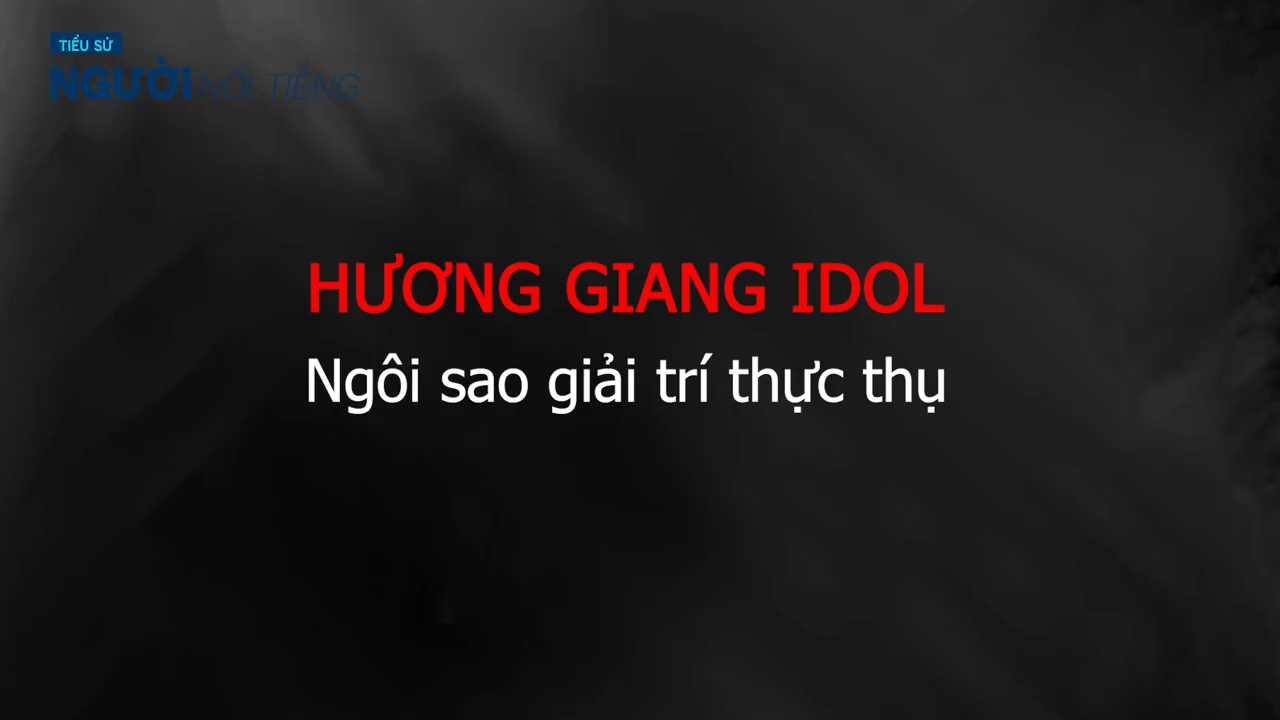 TIỂU SỬ
NGƯỜI NỔI TIẾNG
HƯƠNG GIANG IDOL
Ngôi sao giải trí thực thụ